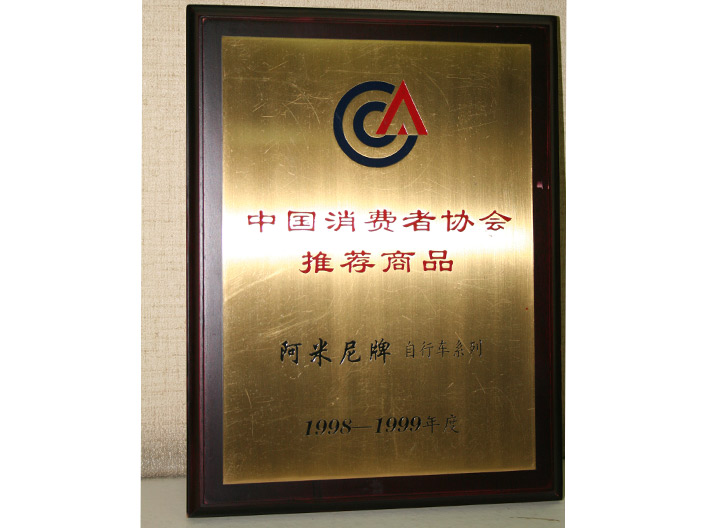 中国消费者协会
推荐商品
阿米尼牌 自行车系列
1998—1999年度